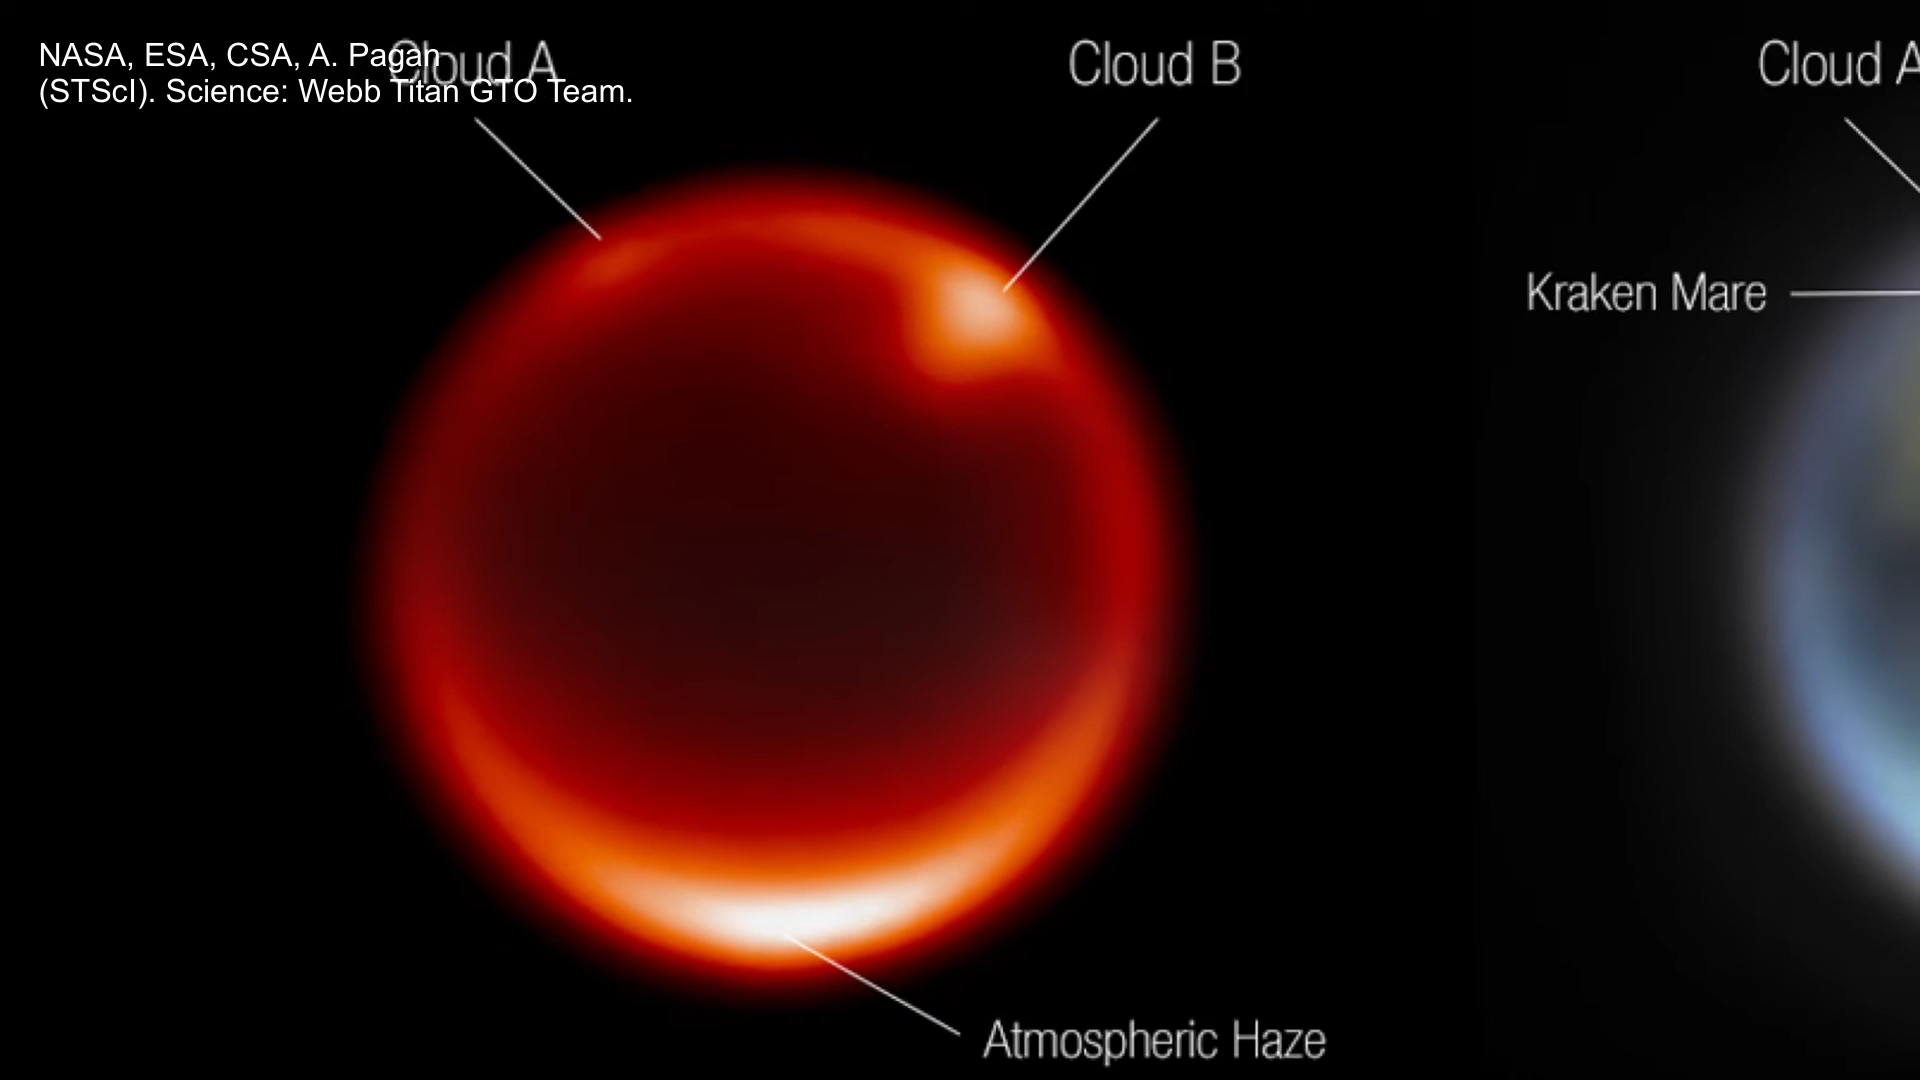 NASA, ESA, CSA, A. Pagan
(STScI). Science: Webb Titan GTO Team.
Cloud A
Cloud B
Cloud A
Kraken Mare
Atmospheric Haze